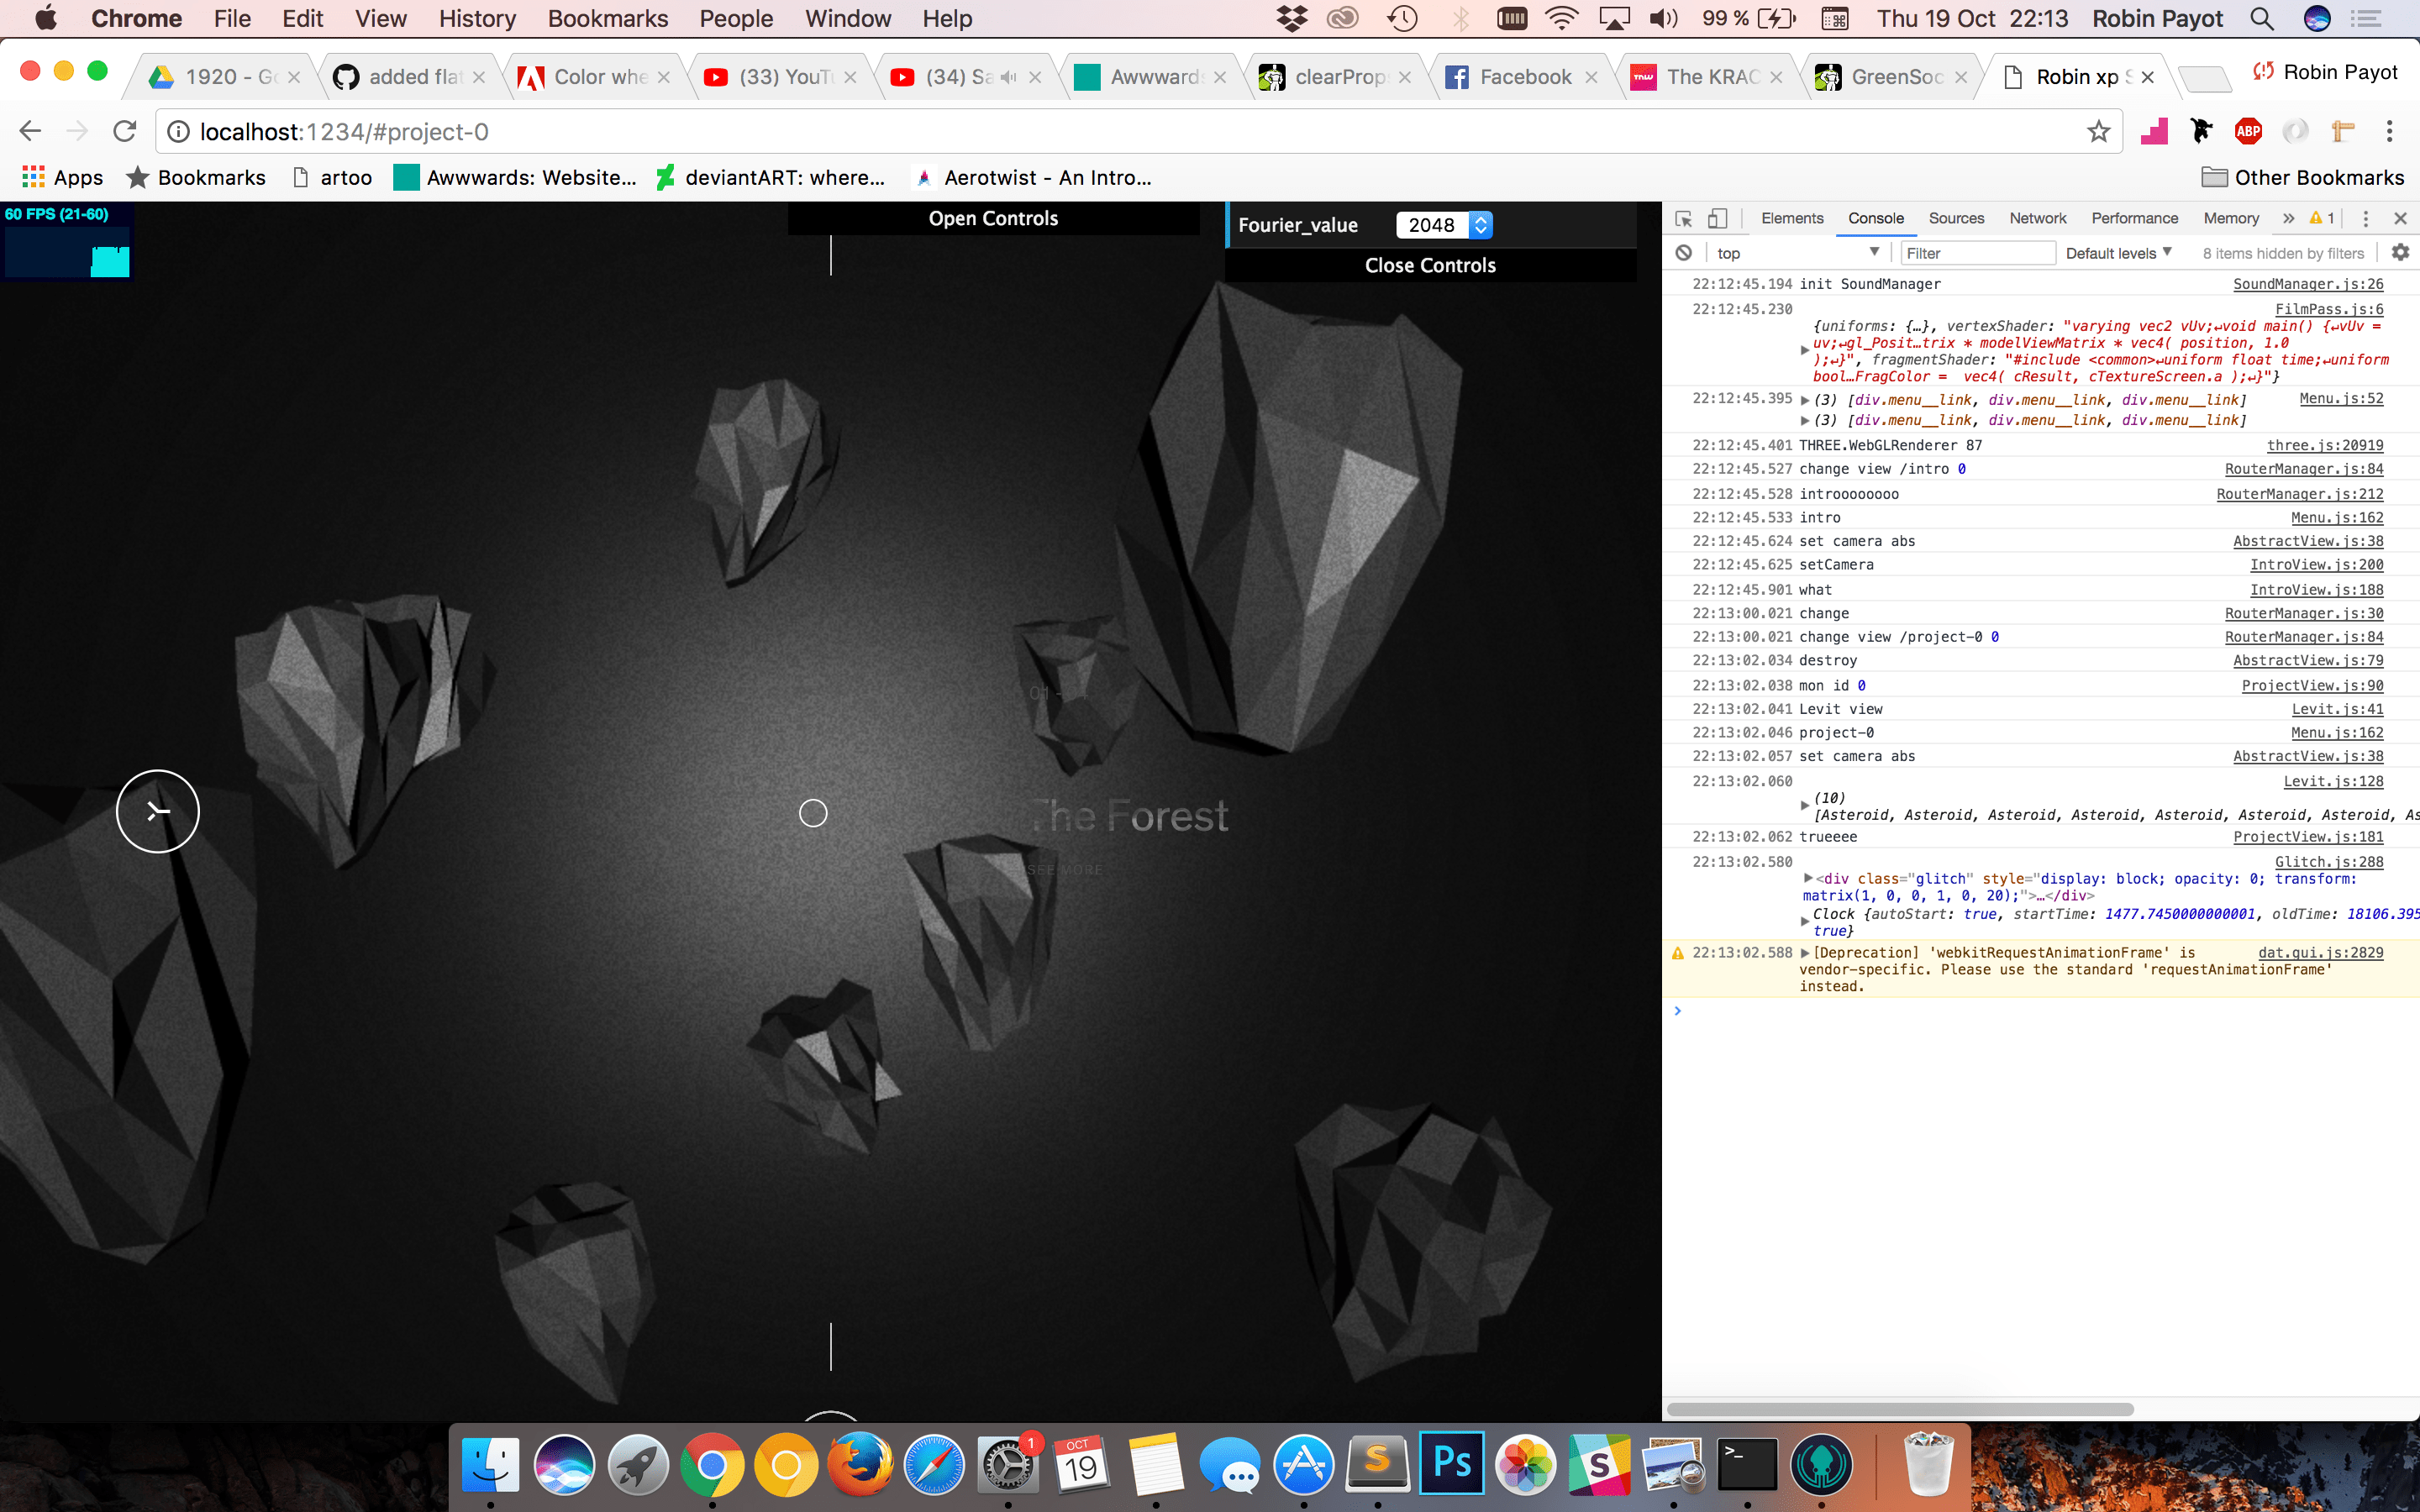 Chrome File Edit View History Bookmarks People Window Help 99 % Thu 19 Oct 22:13 Robin Payot
1920 - Go added flat Color whe (33) YouTu (34) Sa Awwwards clearProp Facebook The KRAC GreenSoc Robin xp S Robin Payot
localhost:1234/#project-0 ABP
Apps Bookmarks artoo Awwwards: Website... deviantART: where... Aerotwist - An Intro... Other Bookmarks
60 FPS (21-60)
Open Controls
Fourier_value 2048
Close Controls
01 -
The Forest
SEE MORE
Elements Console Sources Network Performance Memory » 1
top Filter Default levels 8 items hidden by filters
22:12:45.194 init SoundManager SoundManager.js:26
22:12:45.230 FilmPass.js:6
{uniforms: {…}, vertexShader: "varying vec2 vUv;↵void main() {↵vUv =
uv;↵gl_Posit…trix * modelViewMatrix * vec4( position, 1.0
);↵}", fragmentShader: "#include <common>↵uniform float time;↵uniform
bool…FragColor =  vec4( cResult, cTextureScreen.a );↵}"}
22:12:45.395 (3) [div.menu__link, div.menu__link, div.menu__link] Menu.js:52
(3) [div.menu__link, div.menu__link, div.menu__link]
22:12:45.401 THREE.WebGLRenderer 87 three.js:20919
22:12:45.527 change view /intro 0 RouterManager.js:84
22:12:45.528 introoooooooo RouterManager.js:212
22:12:45.533 intro Menu.js:162
22:12:45.624 set camera abs AbstractView.js:38
22:12:45.625 setCamera IntroView.js:200
22:12:45.901 what IntroView.js:188
22:13:00.021 change RouterManager.js:30
22:13:00.021 change view /project-0 0 RouterManager.js:84
22:13:02.034 destroy AbstractView.js:79
22:13:02.038 mon id 0 ProjectView.js:90
22:13:02.041 Levit view Levit.js:41
22:13:02.046 project-0 Menu.js:162
22:13:02.057 set camera abs AbstractView.js:38
22:13:02.060 Levit.js:128
(10)
[Asteroid, Asteroid, Asteroid, Asteroid, Asteroid, Asteroid, Asteroid, As
22:13:02.062 trueeee ProjectView.js:181
22:13:02.580 Glitch.js:288
<div class="glitch" style="display: block; opacity: 0; transform:
matrix(1, 0, 0, 1, 0, 20);">…</div>
Clock {autoStart: true, startTime: 1477.7450000000001, oldTime: 18106.395
true}
22:13:02.588 [Deprecation] 'webkitRequestAnimationFrame' is dat.gui.js:2829
vendor-specific. Please use the standard 'requestAnimationFrame'
instead.
1 OCT 19 S Ps S >_